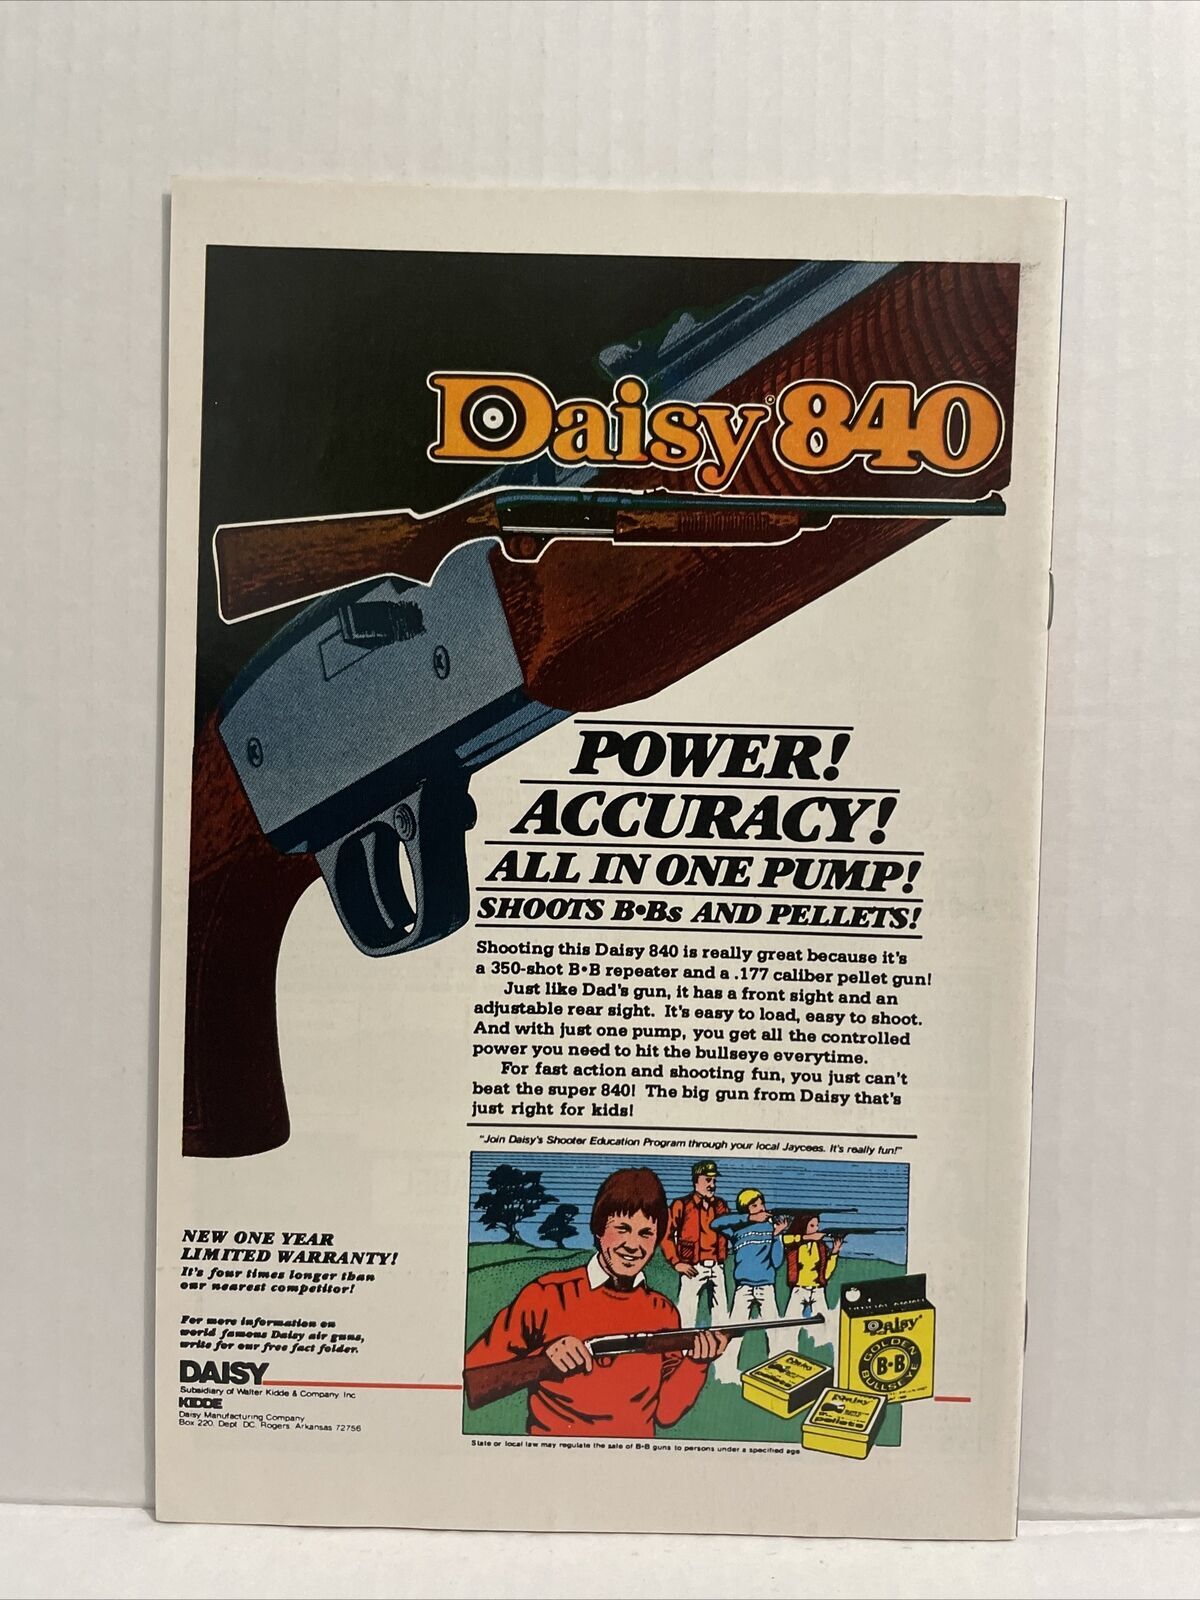 Daisy® 840
POWER!
ACCURACY!
ALL IN ONE PUMP!
SHOOTS B•Bs AND PELLETS!
Shooting this Daisy 840 is really great because it's
a 350-shot B•B repeater and a .177 caliber pellet gun!
Just like Dad's gun, it has a front sight and an
adjustable rear sight. It's easy to load, easy to shoot.
And with just one pump, you get all the controlled
power you need to hit the bullseye everytime.
For fast action and shooting fun, you just can't
beat the super 840! The big gun from Daisy that's
just right for kids!
"Join Daisy's Shooter Education Program through your local Jaycees. It's really fun!"
Daisy
GOLDEN
B•B
BULLSEYE
Daisy
pellets
Daisy
pellets
State or local law may regulate the sale of B•B guns to persons under a specified age
NEW ONE YEAR
LIMITED WARRANTY!
It's four times longer than
our nearest competitor!
For more information on
world famous Daisy air guns,
write for our free fact folder.
DAISY
Subsidiary of Walter Kidde & Company, Inc.
KIDDE
Daisy Manufacturing Company
Box 220, Dept. DC, Rogers, Arkansas 72756